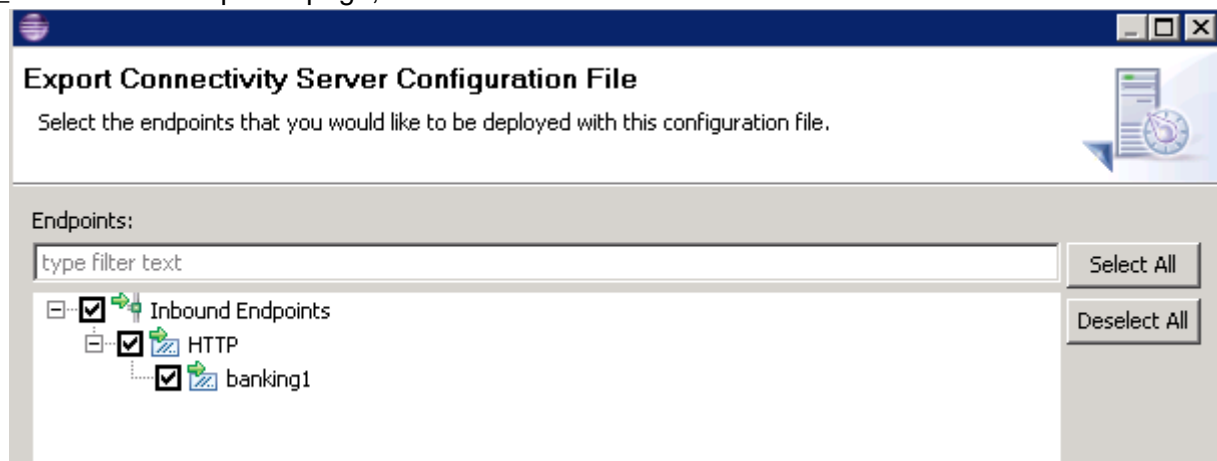 Export Connectivity Server Configuration File
Select the endpoints that you would like to be deployed with this configuration file.
Endpoints:
type filter text
Select All
Inbound Endpoints
Deselect All
HTTP
banking1